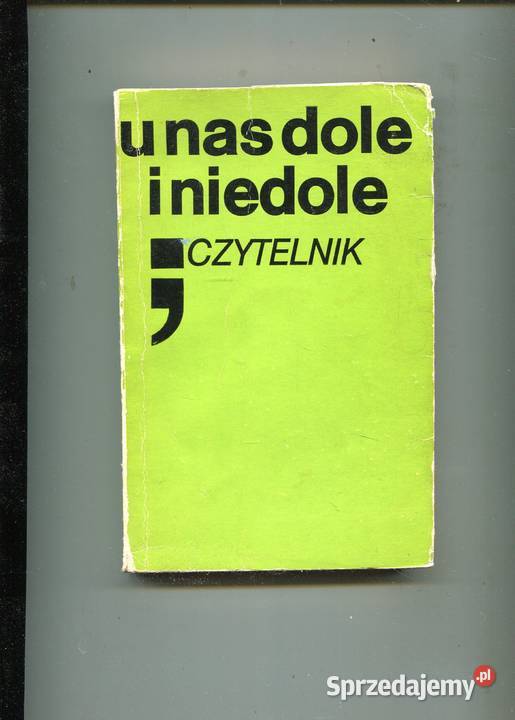 u nas dole
i niedole
; CZYTELNIK
Sprzedajemy.pl